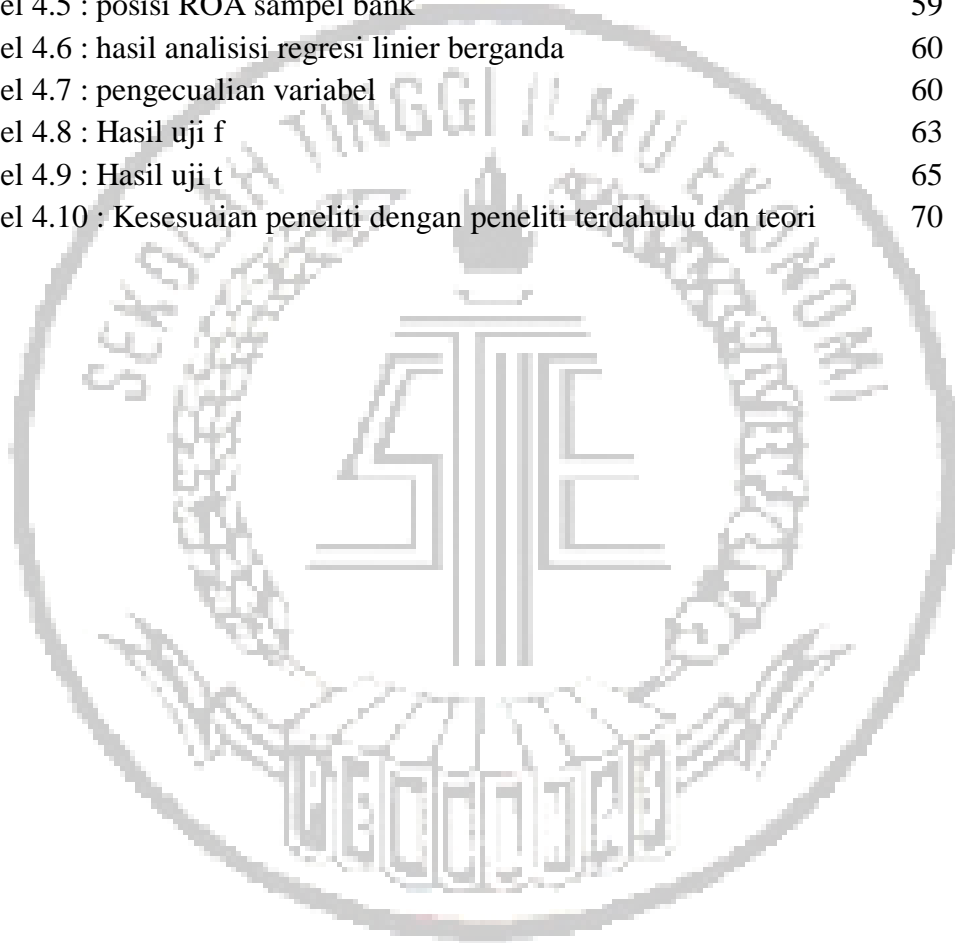 el 4.5 : posisi ROA sampel bank 59
el 4.6 : hasil analisisi regresi linier berganda 60
el 4.7 : pengecualian variabel 60
el 4.8 : Hasil uji f 63
el 4.9 : Hasil uji t 65
el 4.10 : Kesesuaian peneliti dengan peneliti terdahulu dan teori 70
SEKOLAH TINGGI ILMU EKONOMI
STIE